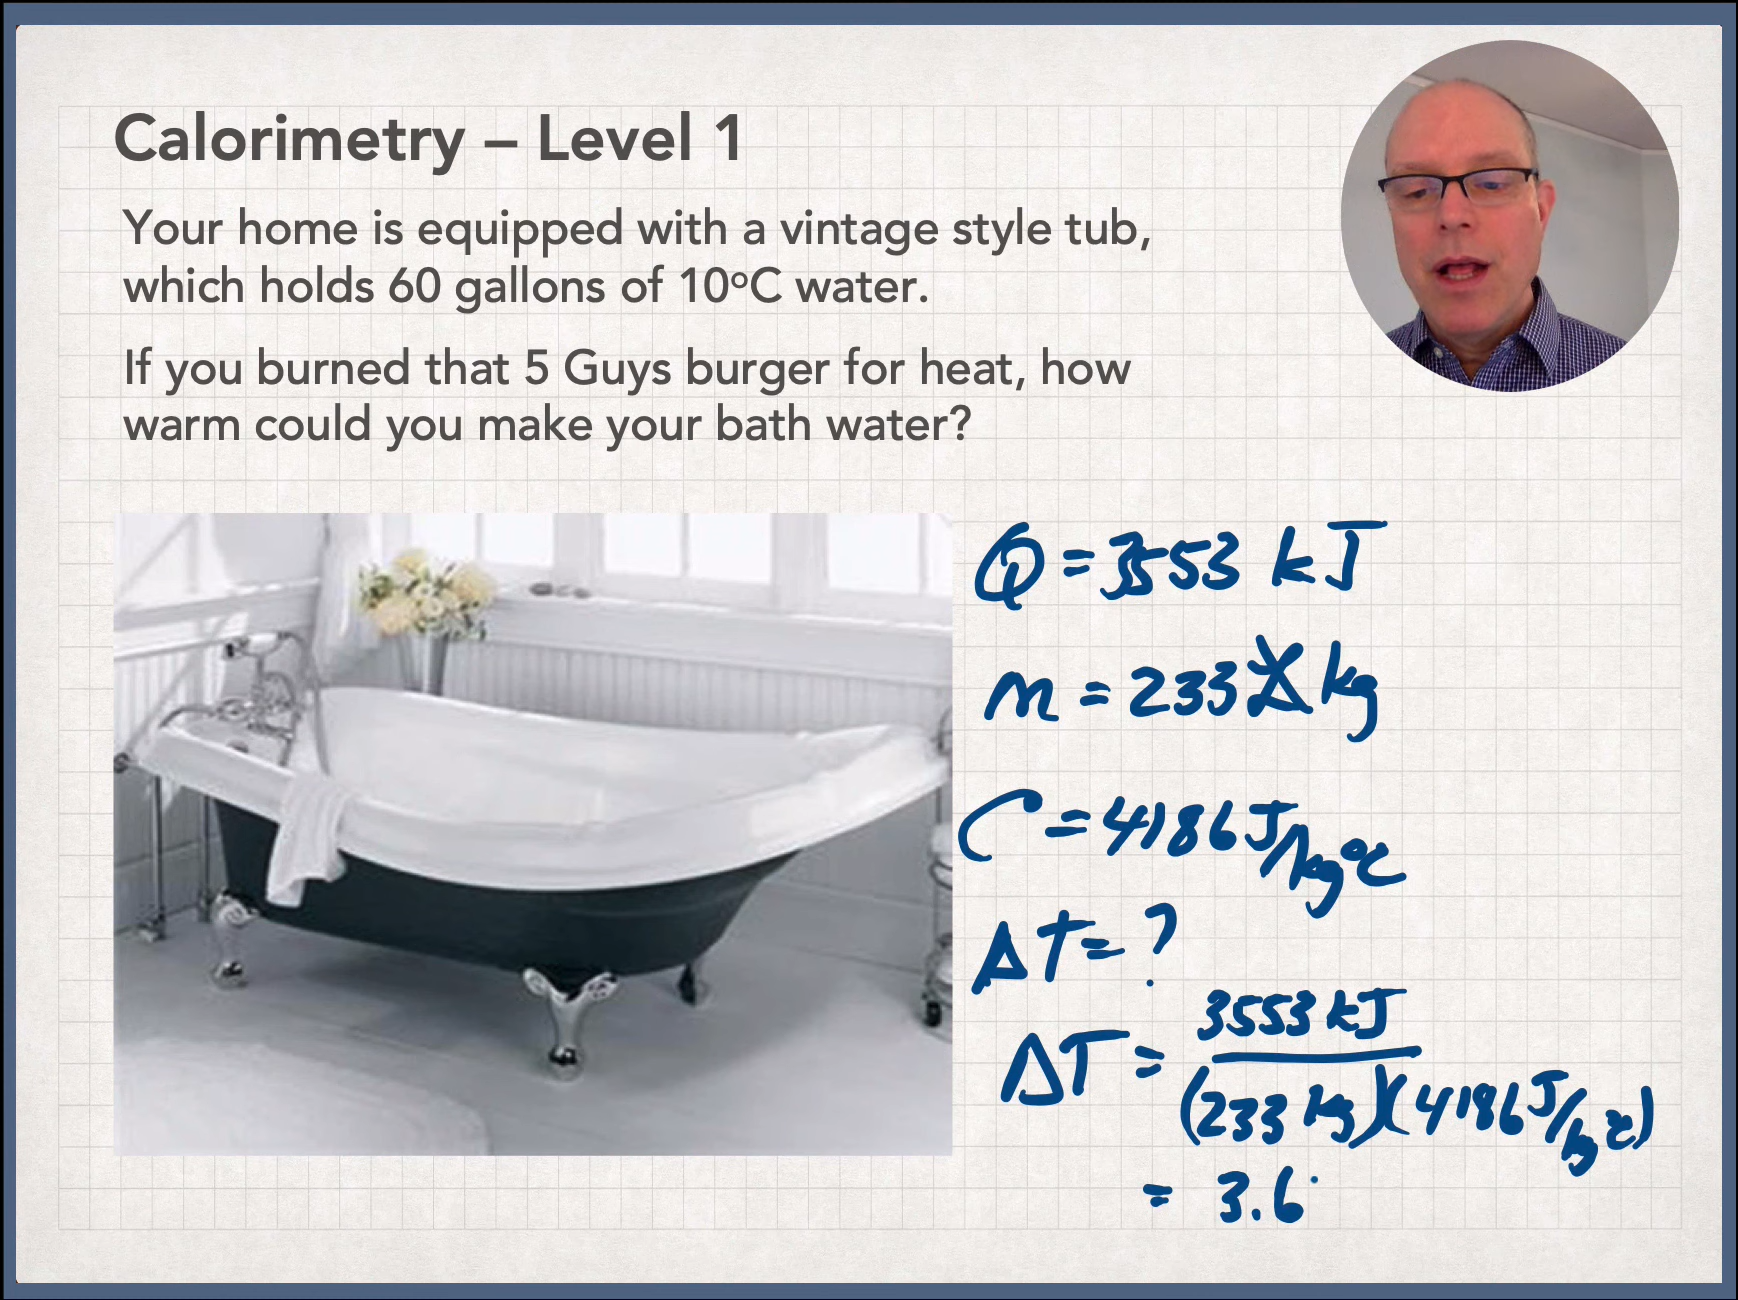 Calorimetry – Level 1
Your home is equipped with a vintage style tub,
which holds 60 gallons of 10°C water.
If you burned that 5 Guys burger for heat, how
warm could you make your bath water?
Q = 3553 kJ
m = 233 kg
C = 4186 J/kg°C
ΔT = ?
ΔT = 3553 kJ
(233 kg)(4186 J/kg°C)
= 3.6